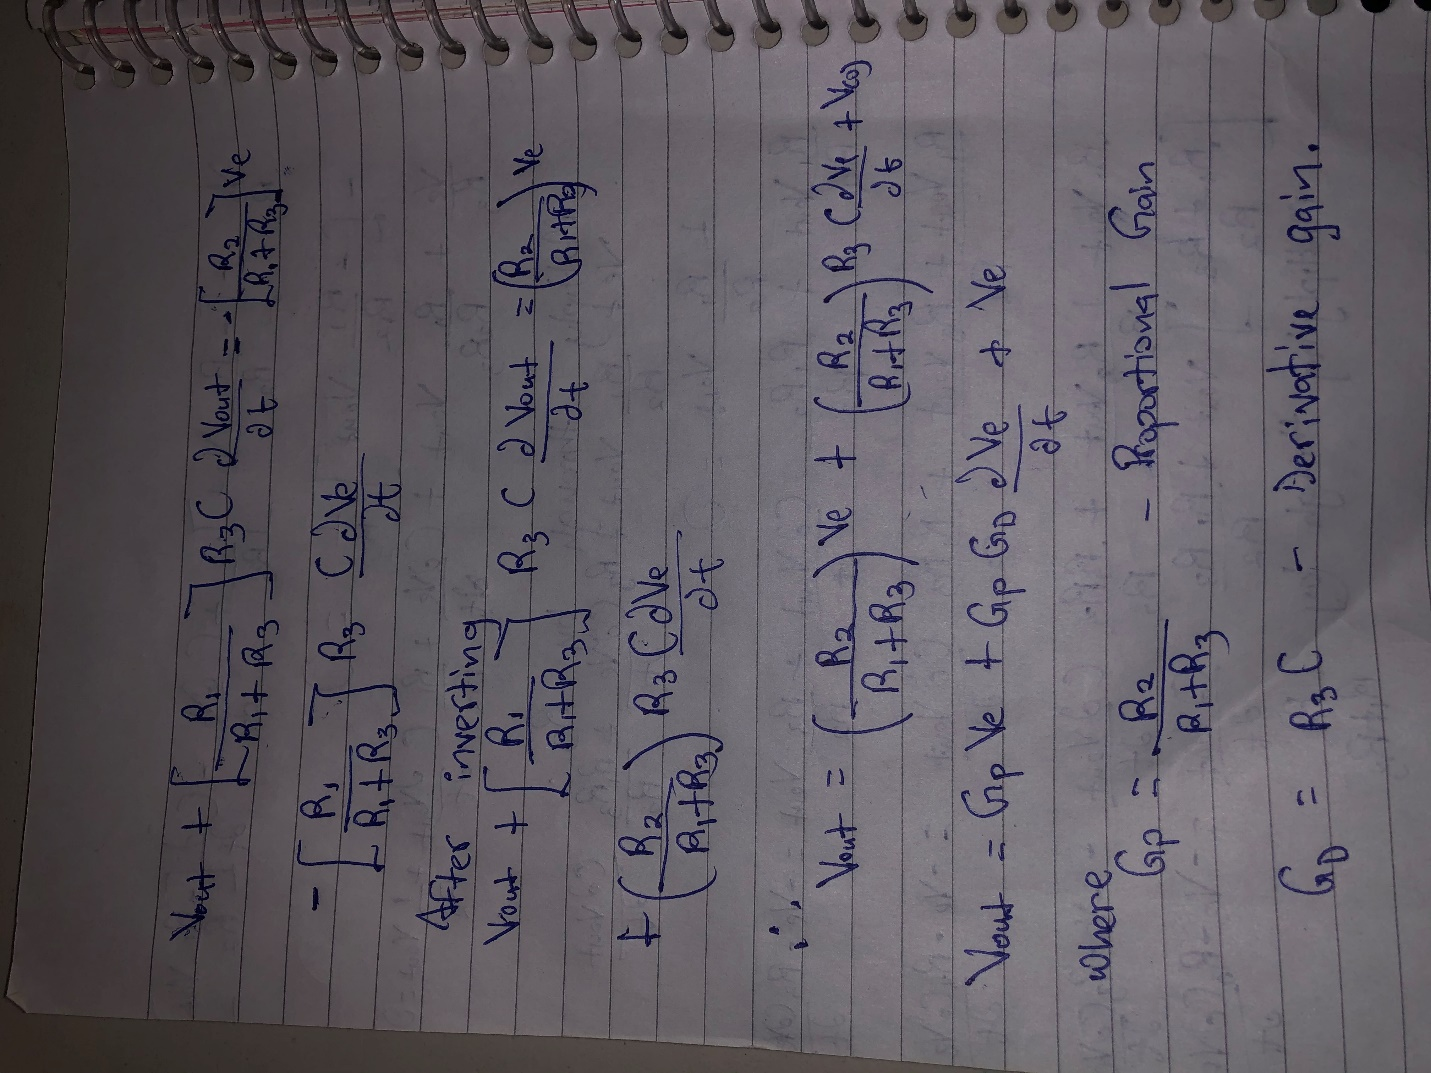 Vout + [R1 / R1 + R3] R3 C ∂Vout/∂t = -[R2 / R1 + R3] Ve
- [R1 / R1 + R3] R3 C ∂Ve/∂t
After inverting
Vout + [R1 / R1 + R3] R3 C ∂Vout/∂t = (R2 / R1+R3) Ve
+ (R2 / R1+R3) R3 C ∂Ve/∂t
∴ Vout = (R2 / R1+R3) Ve + (R2 / R1+R3) R3 C ∂Ve/∂t + V(0)
Vout = Gp Ve + Gp GD ∂Ve/∂t + Ve
where
Gp = R2 / R1+R3 - Proportional Gain
GD = R3 C - Derivative gain.